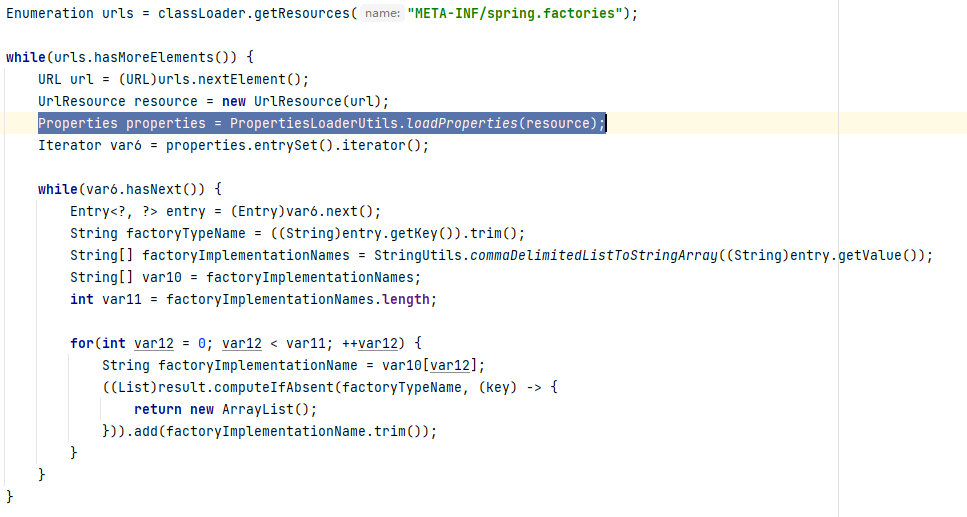 Enumeration urls = classLoader.getResources( name: "META-INF/spring.factories");
while(urls.hasMoreElements()) {
URL url = (URL)urls.nextElement();
UrlResource resource = new UrlResource(url);
Properties properties = PropertiesLoaderUtils.loadProperties(resource);
Iterator var6 = properties.entrySet().iterator();
while(var6.hasNext()) {
Entry<?, ?> entry = (Entry)var6.next();
String factoryTypeName = ((String)entry.getKey()).trim();
String[] factoryImplementationNames = StringUtils.commaDelimitedListToStringArray((String)entry.getValue());
String[] var10 = factoryImplementationNames;
int var11 = factoryImplementationNames.length;
for(int var12 = 0; var12 < var11; ++var12) {
String factoryImplementationName = var10[var12];
((List)result.computeIfAbsent(factoryTypeName, (key) -> {
return new ArrayList();
})).add(factoryImplementationName.trim());
}
}
}